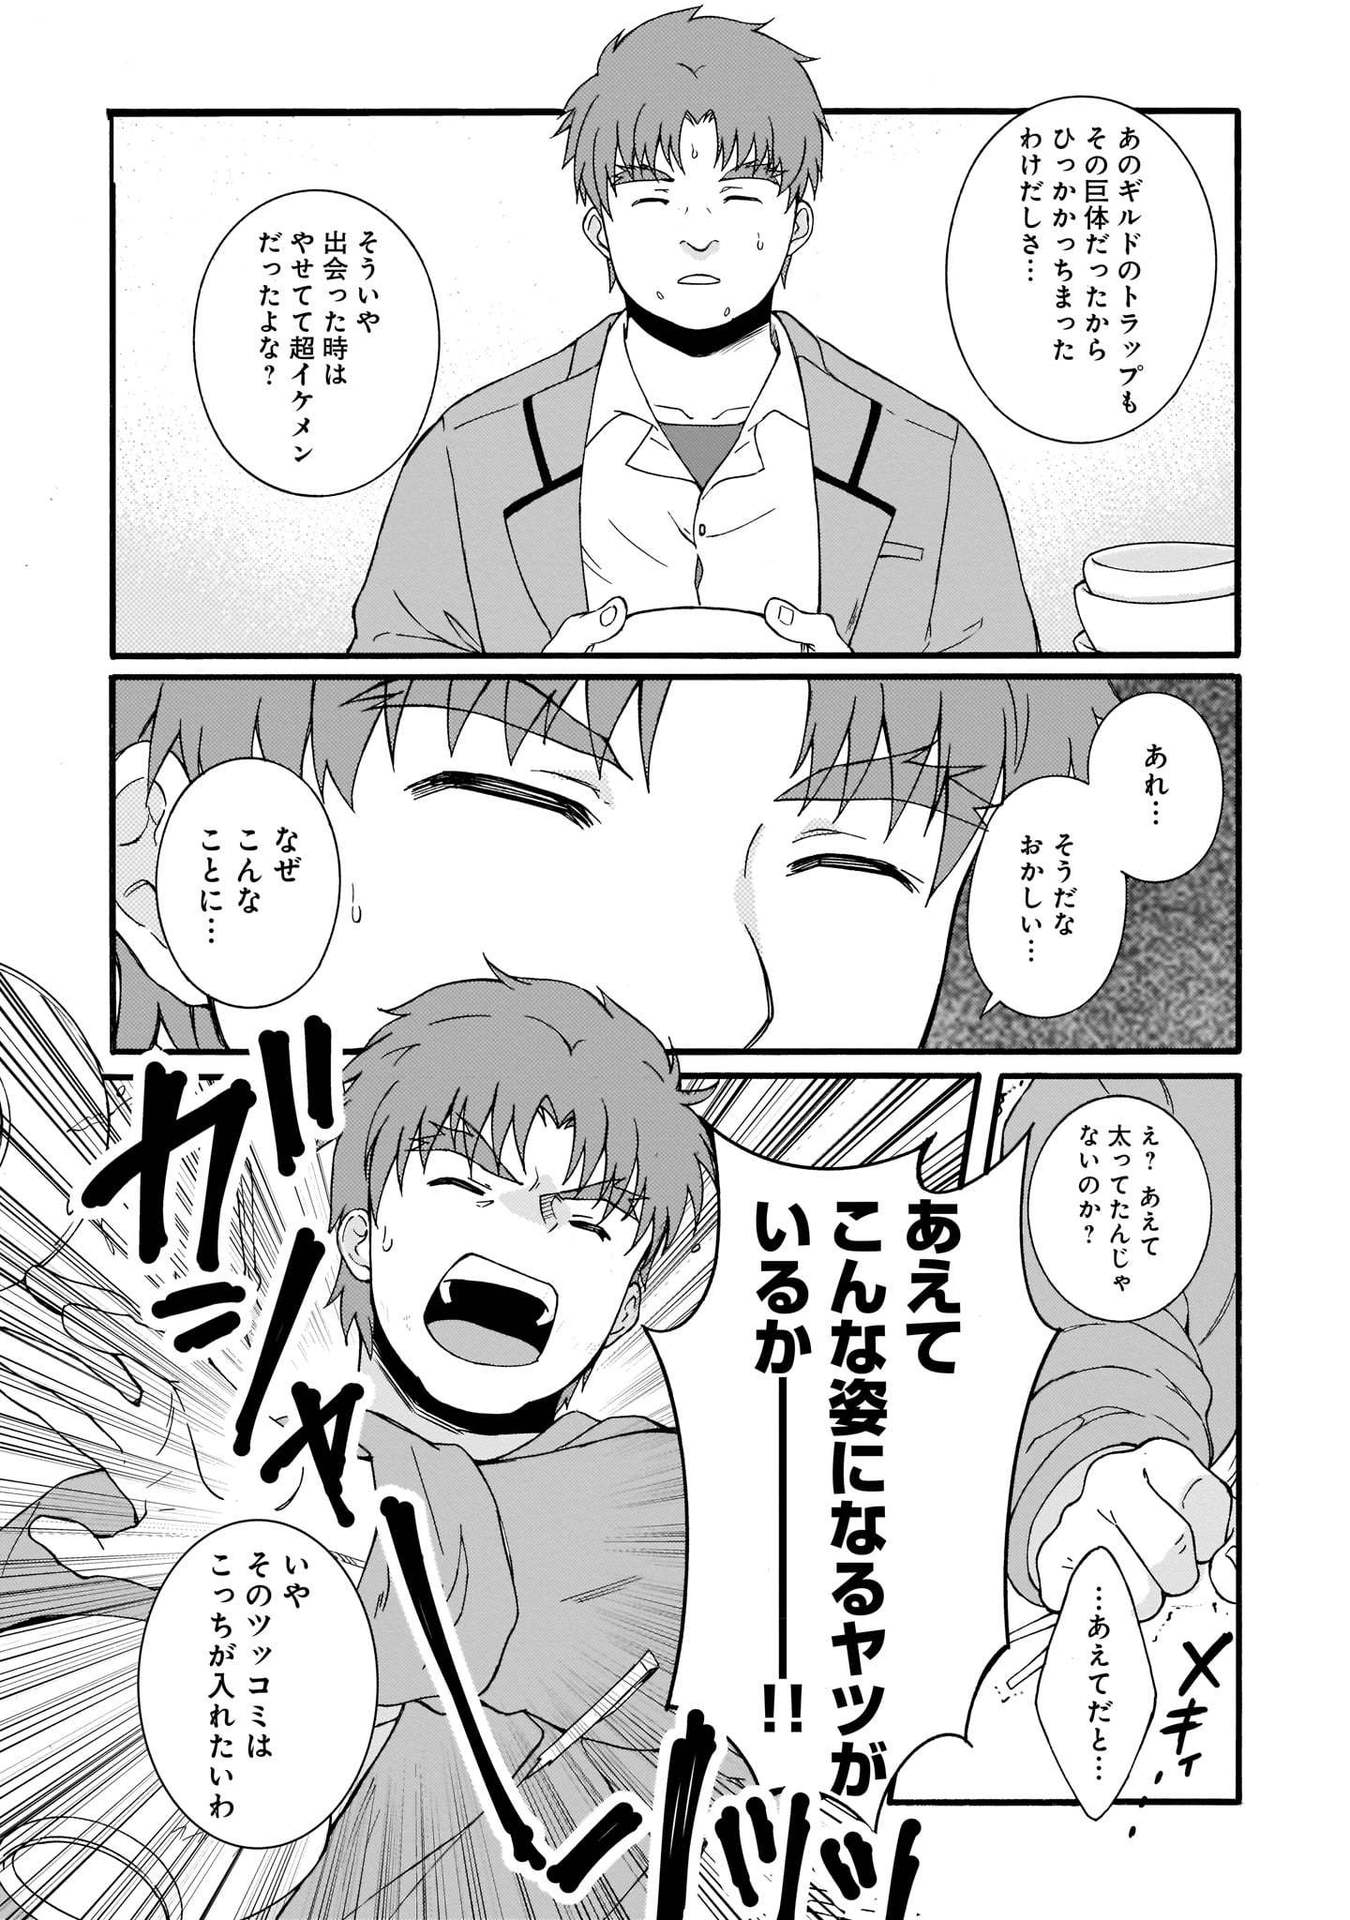 あのギルドのトラップも
その巨体だったから
ひっかかっちまった
わけだしさ…
そういや
出会った時は
やせてて超イケメン
だったよな?
あれ…
そうだな
おかしい…
なぜ
こんな
ことに…
え? あえて
太ってたんじゃ
ないのか?
…あえてだと…
メキィ
あえて
こんな姿になるヤツが
いるか━━━!!
ガシャーン
いや
そのツッコミは
こっちが入れたいわ